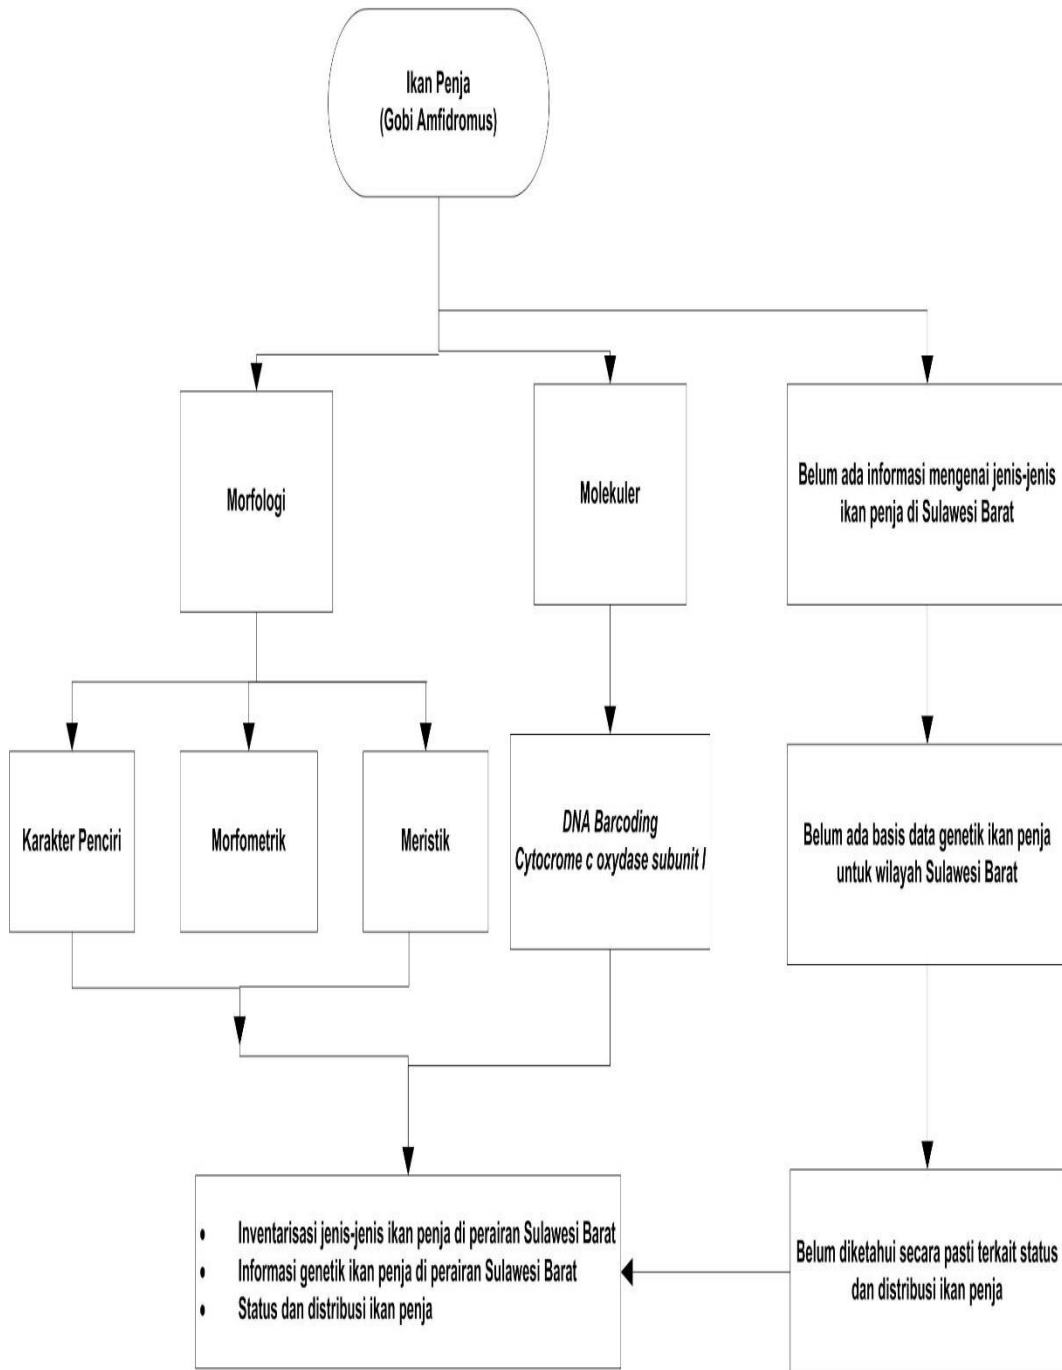 Ikan Penja
(Gobi Amfidromus)
Morfologi
Molekuler
Belum ada informasi mengenai jenis-jenis
ikan penja di Sulawesi Barat
Karakter Penciri
Morfometrik
Meristik
DNA Barcoding
Cytocrome c oxydase subunit I
Belum ada basis data genetik ikan penja
untuk wilayah Sulawesi Barat
• Inventarisasi jenis-jenis ikan penja di perairan Sulawesi Barat
• Informasi genetik ikan penja di perairan Sulawesi Barat
• Status dan distribusi ikan penja
Belum diketahui secara pasti terkait status
dan distribusi ikan penja